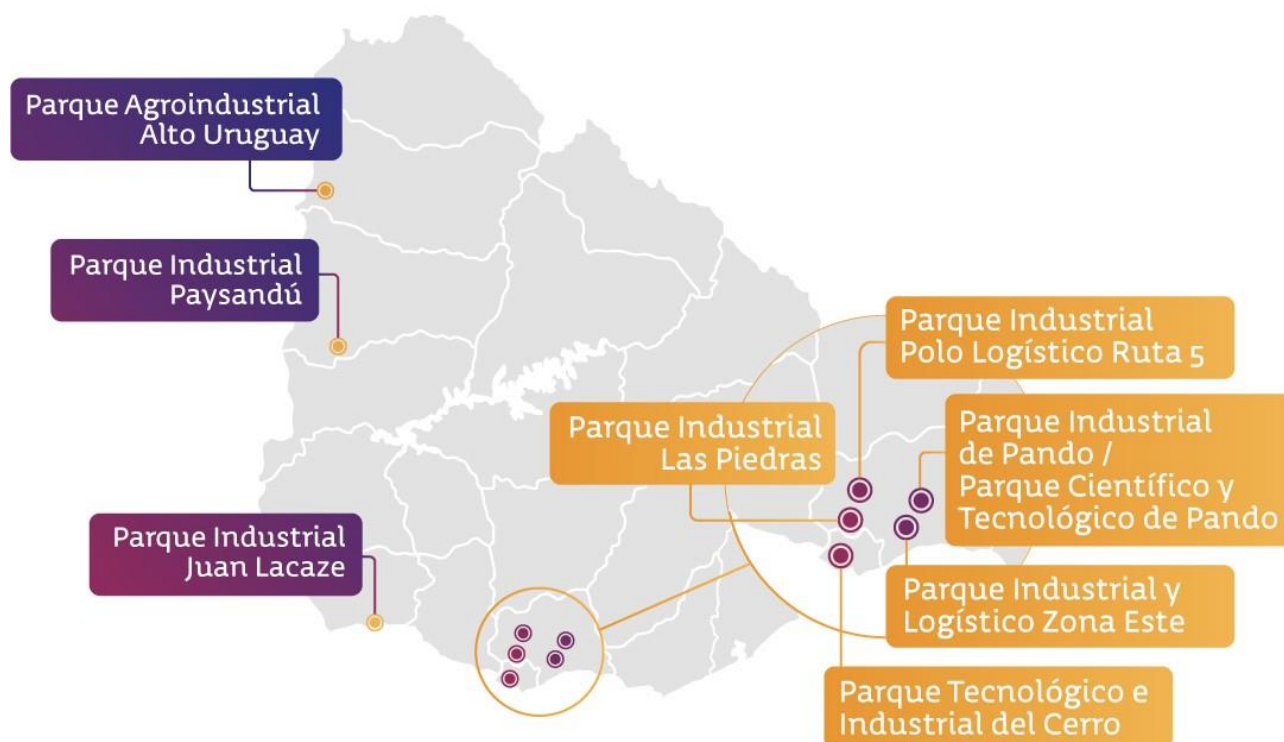 Parque Agroindustrial
Alto Uruguay
Parque Industrial
Paysandú
Parque Industrial
Juan Lacaze
Parque Industrial
Polo Logístico Ruta 5
Parque Industrial
Las Piedras
Parque Industrial
de Pando /
Parque Científico y
Tecnológico de Pando
Parque Industrial y
Logístico Zona Este
Parque Tecnológico e
Industrial del Cerro